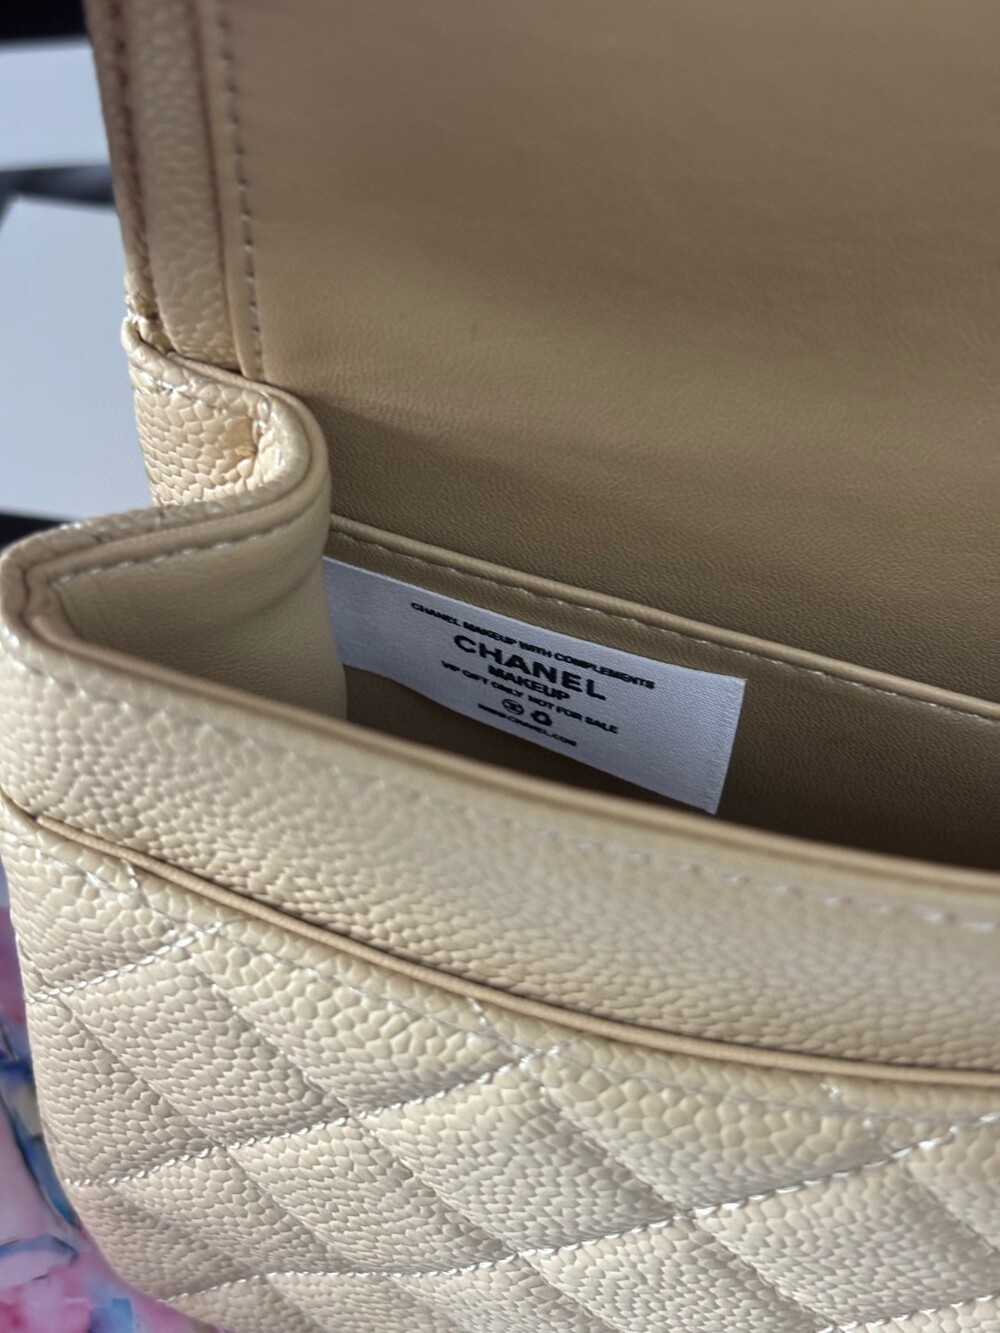 CHANEL MAKEUP WITH COMPLEMENTS
CHANEL
MAKEUP
VIP GIFT ONLY NOT FOR SALE
WWW.CHANEL.COM